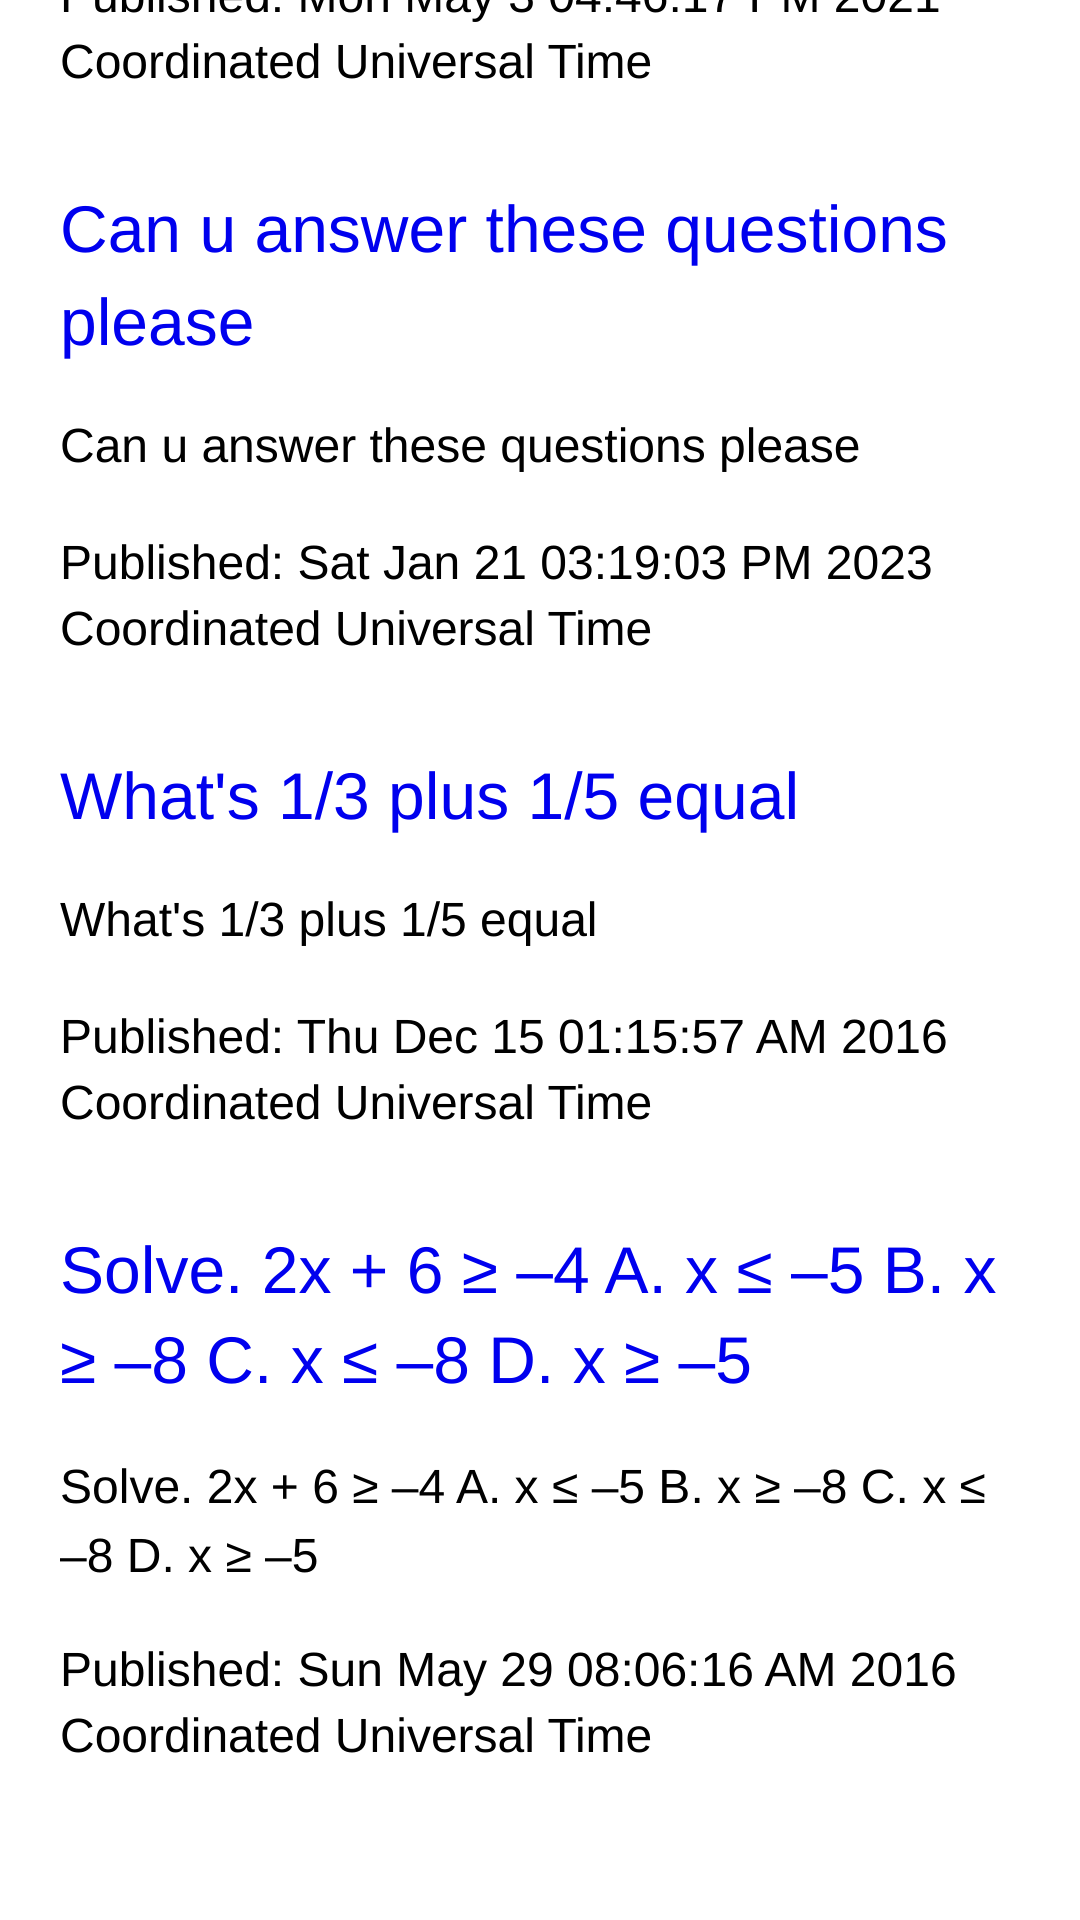 Published: Mon May 3 04:46:17 PM 2021
Coordinated Universal Time
Can u answer these questions
please
Can u answer these questions please
Published: Sat Jan 21 03:19:03 PM 2023
Coordinated Universal Time
What's 1/3 plus 1/5 equal
What's 1/3 plus 1/5 equal
Published: Thu Dec 15 01:15:57 AM 2016
Coordinated Universal Time
Solve. 2x + 6 ≥ –4 A. x ≤ –5 B. x
≥ –8 C. x ≤ –8 D. x ≥ –5
Solve. 2x + 6 ≥ –4 A. x ≤ –5 B. x ≥ –8 C. x ≤
–8 D. x ≥ –5
Published: Sun May 29 08:06:16 AM 2016
Coordinated Universal Time